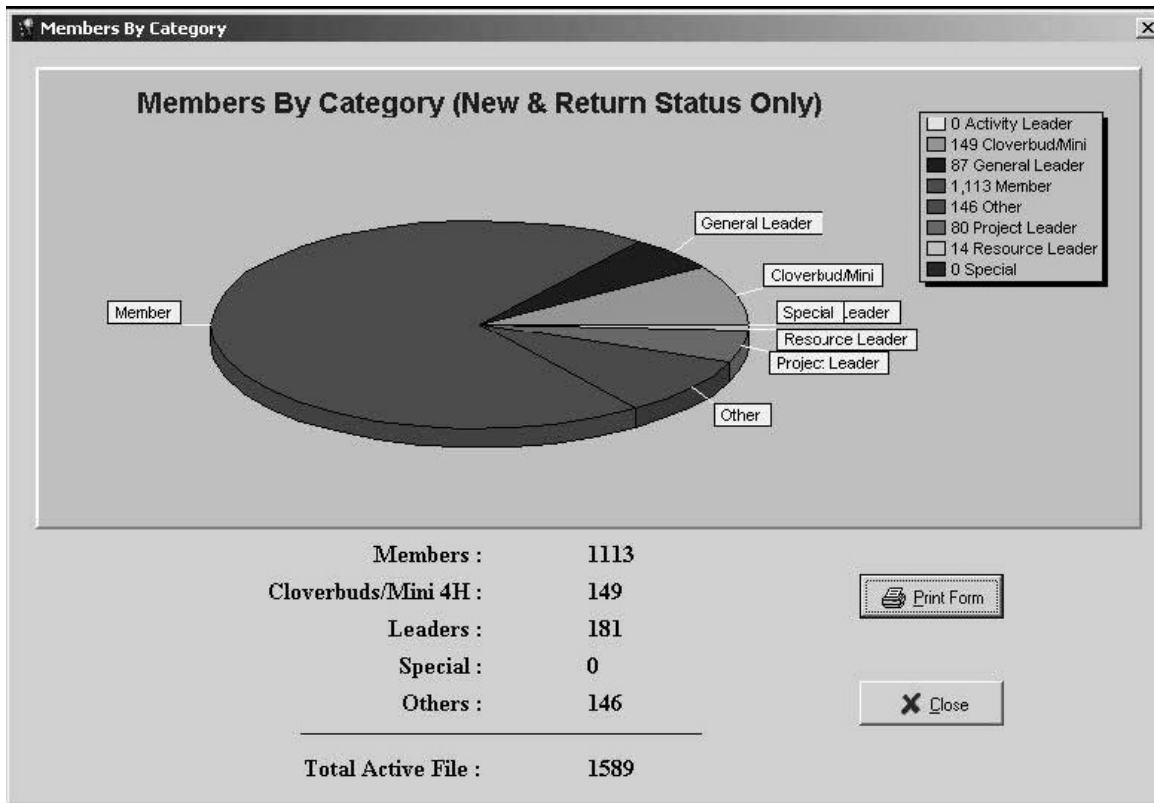 Members By Category
Members By Category (New & Return Status Only)
0 Activity Leader
149 Cloverbud/Mini
87 General Leader
1,113 Member
146 Other
80 Project Leader
14 Resource Leader
0 Special
General Leader
Cloverbud/Mini
Member
Special Leader
Resource Leader
Project Leader
Other
Members : 1113
Cloverbuds/Mini 4H : 149
Leaders : 181
Special : 0
Others : 146
Total Active File : 1589
Print Form
Close